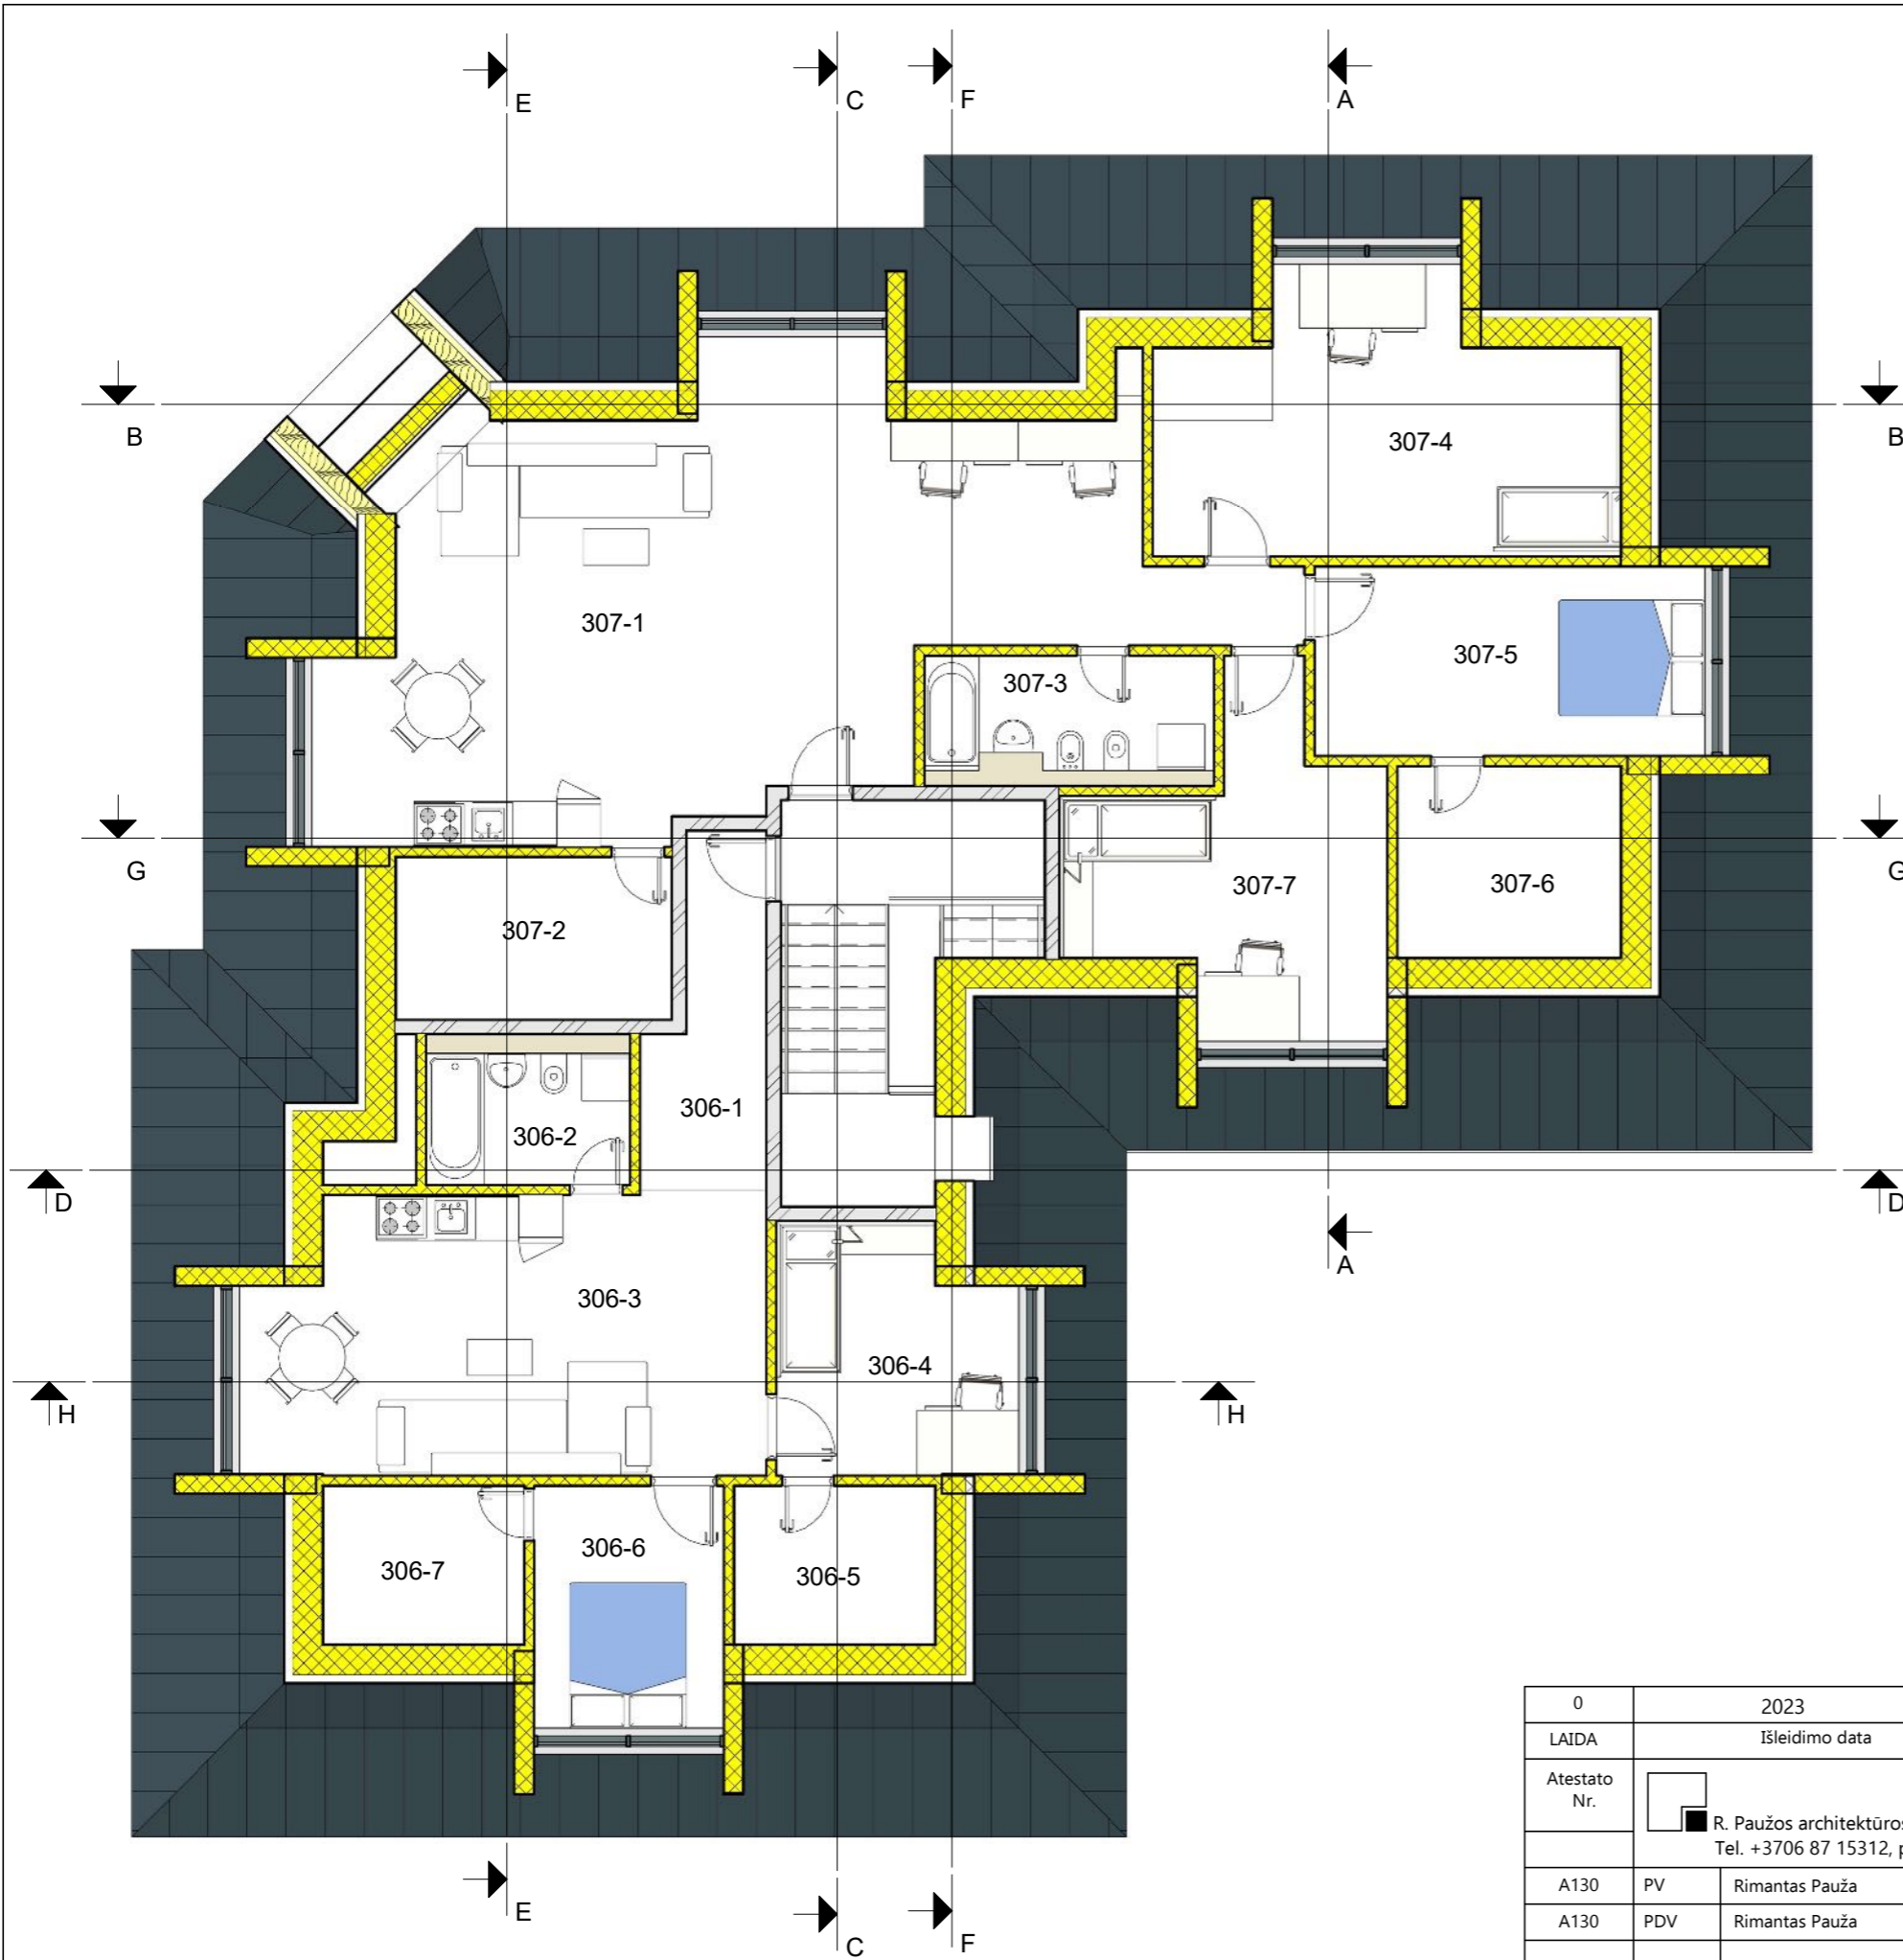 E
C
F
A
B
B
307-4
307-1
307-5
307-3
G
G
307-7
307-6
307-2
306-1
306-2
D
D
A
306-3
306-4
H
H
306-6
306-7
306-5
0 2023
LAIDA Išleidimo data
Atestato
Nr.
R. Paužos architektūros
Tel. +3706 87 15312, p
A130 PV Rimantas Pauža
A130 PDV Rimantas Pauža
E
C
F